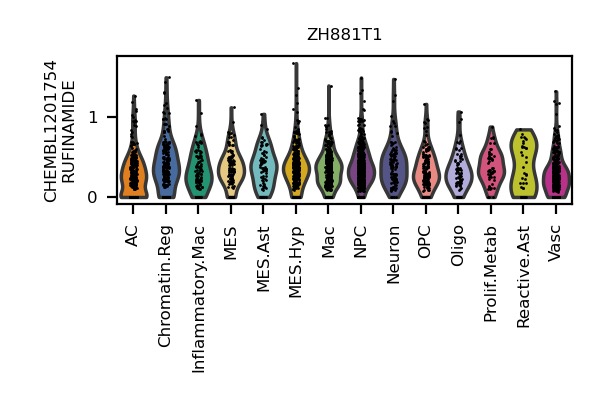 ZH881T1
CHEMBL1201754
RUFINAMIDE
1
0
AC
Chromatin.Reg
Inflammatory.Mac
MES
MES.Ast
MES.Hyp
Mac
NPC
Neuron
OPC
Oligo
Prolif.Metab
Reactive.Ast
Vasc